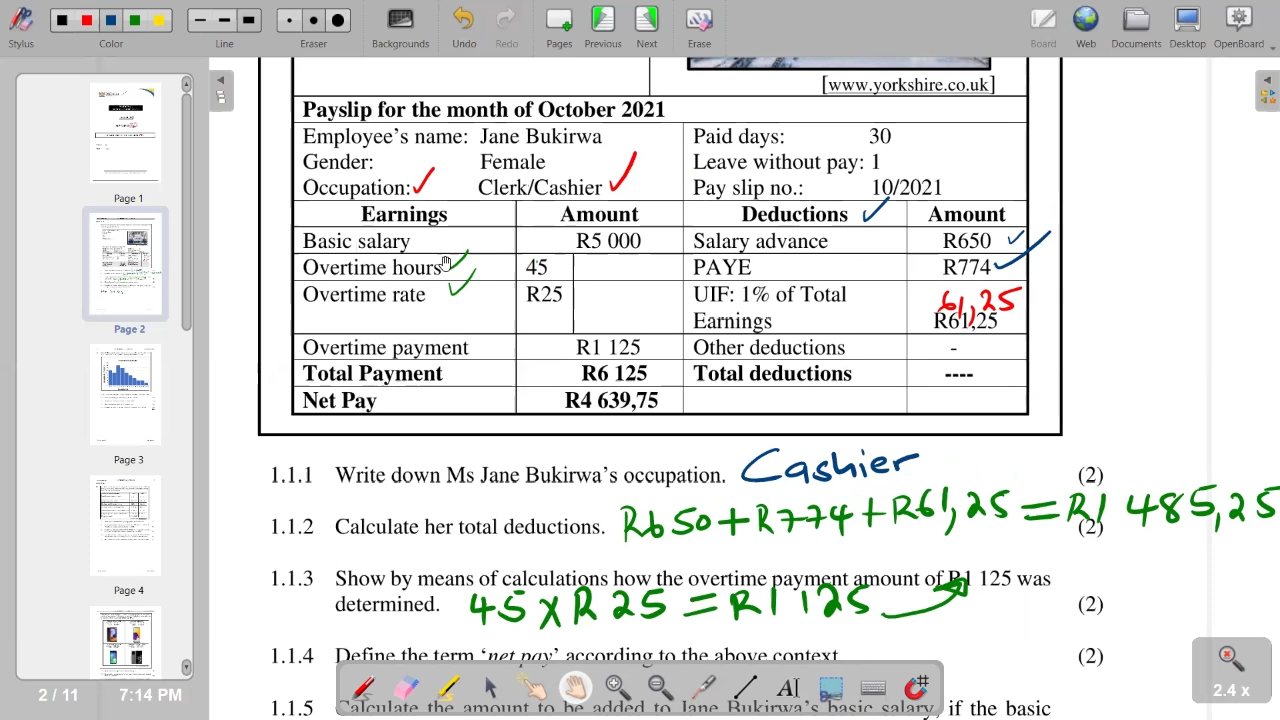 Stylus
Color
Line
Eraser
Backgrounds
Undo
Redo
Pages
Previous
Next
Erase
Board
Web
Documents
Desktop
OpenBoard
Page 1
Page 2
Page 3
Page 4
2 / 11 7:14 PM
[www.yorkshire.co.uk]
Payslip for the month of October 2021
Employee's name: Jane Bukirwa Paid days: 30
Gender: Female Leave without pay: 1
Occupation: Clerk/Cashier Pay slip no.: 10/2021
Earnings Amount Deductions Amount
Basic salary R5 000 Salary advance R650
Overtime hours 45 PAYE R774
Overtime rate R25 UIF: 1% of Total 61,25
Earnings R61,25
Overtime payment R1 125 Other deductions -
Total Payment R6 125 Total deductions ----
Net Pay R4 639,75
1.1.1 Write down Ms Jane Bukirwa's occupation. Cashier (2)
1.1.2 Calculate her total deductions. R650+R774+R61,25=R1 485,25 (2)
1.1.3 Show by means of calculations how the overtime payment amount of R1 125 was
determined. 45 x R 25 = R1 125 (2)
1.1.4 Define the term 'net pay' according to the above context. (2)
1.1.5 Calculate the amount to be added to Jane Bukirwa's basic salary, if the basic
2.4 x